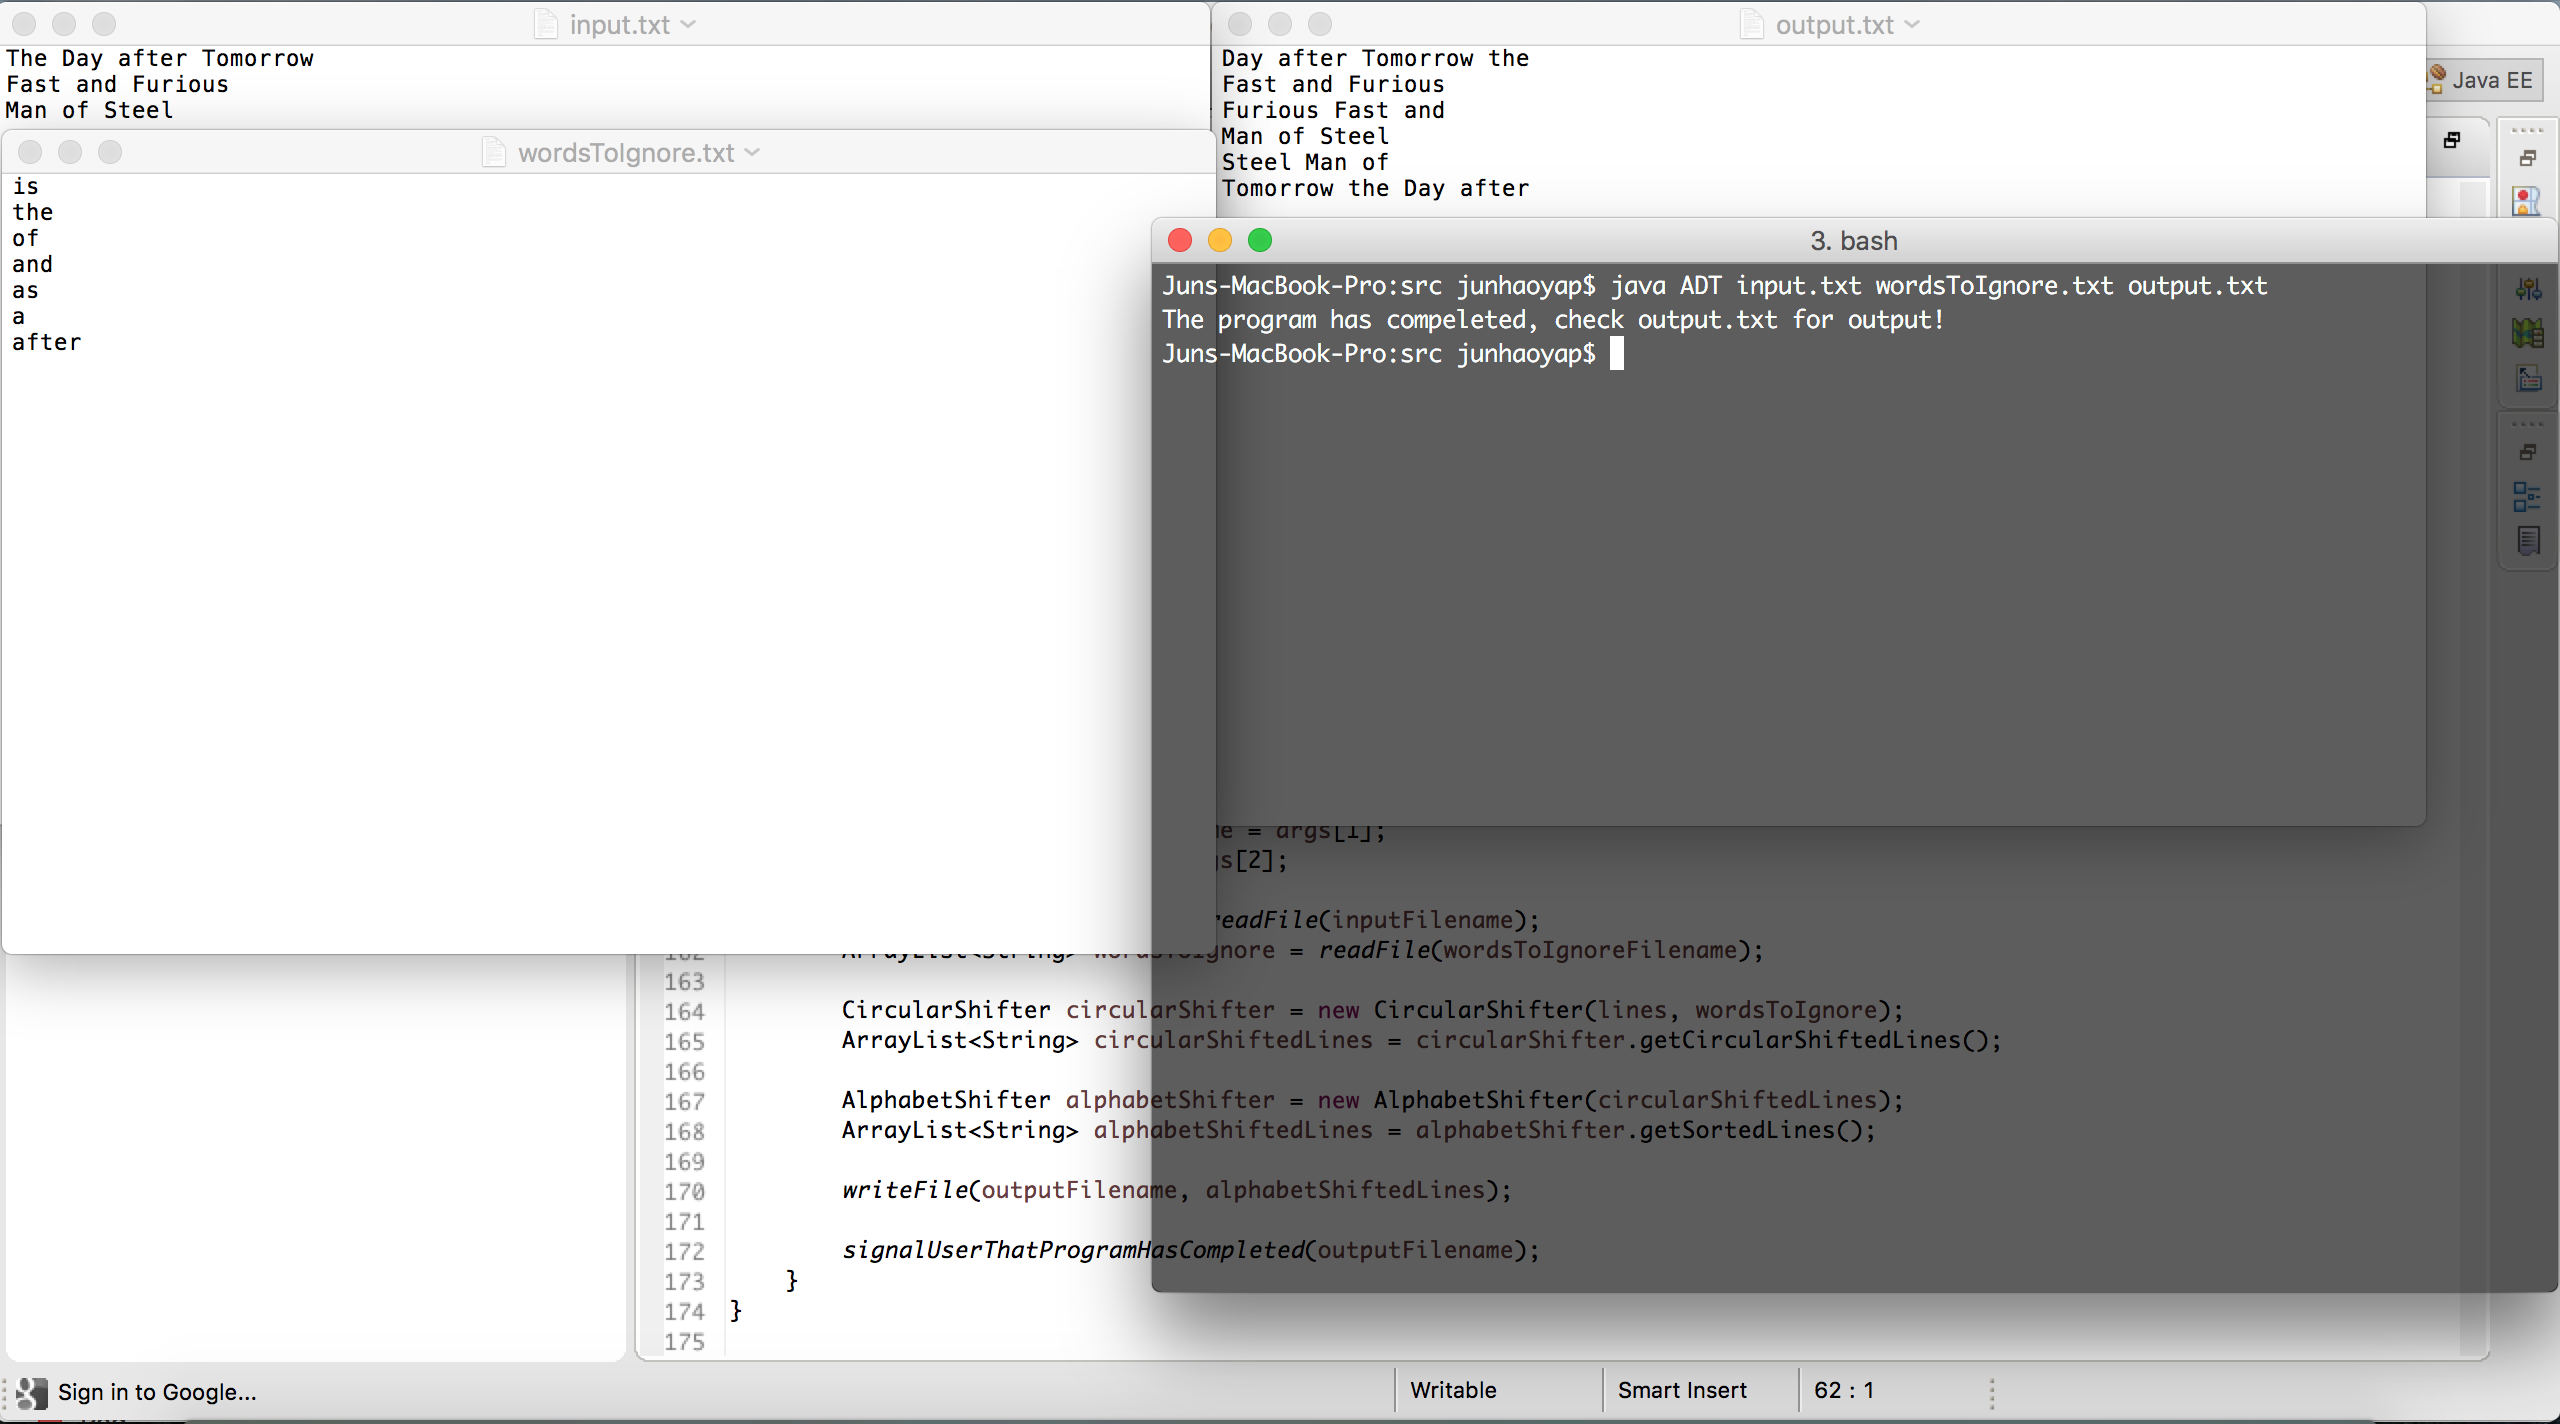 input.txt
The Day after Tomorrow
Fast and Furious
Man of Steel
output.txt
Day after Tomorrow the
Fast and Furious
Furious Fast and
Man of Steel
Steel Man of
Tomorrow the Day after
Java EE
wordsToIgnore.txt
is
the
of
and
as
a
after
3. bash
Juns-MacBook-Pro:src junhaoyap$ java ADT input.txt wordsToIgnore.txt output.txt
The program has compeleted, check output.txt for output!
Juns-MacBook-Pro:src junhaoyap$
= args[1];
[2];
readFile(inputFilename);
162 ArrayList<String> wordsToIgnore = readFile(wordsToIgnoreFilename);
163
164 CircularShifter circularShifter = new CircularShifter(lines, wordsToIgnore);
165 ArrayList<String> circularShiftedLines = circularShifter.getCircularShiftedLines();
166
167 AlphabetShifter alphabetShifter = new AlphabetShifter(circularShiftedLines);
168 ArrayList<String> alphabetShiftedLines = alphabetShifter.getSortedLines();
169
170 writeFile(outputFilename, alphabetShiftedLines);
171
172 signalUserThatProgramHasCompleted(outputFilename);
173 }
174 }
175
Sign in to Google...
Writable
Smart Insert
62 : 1